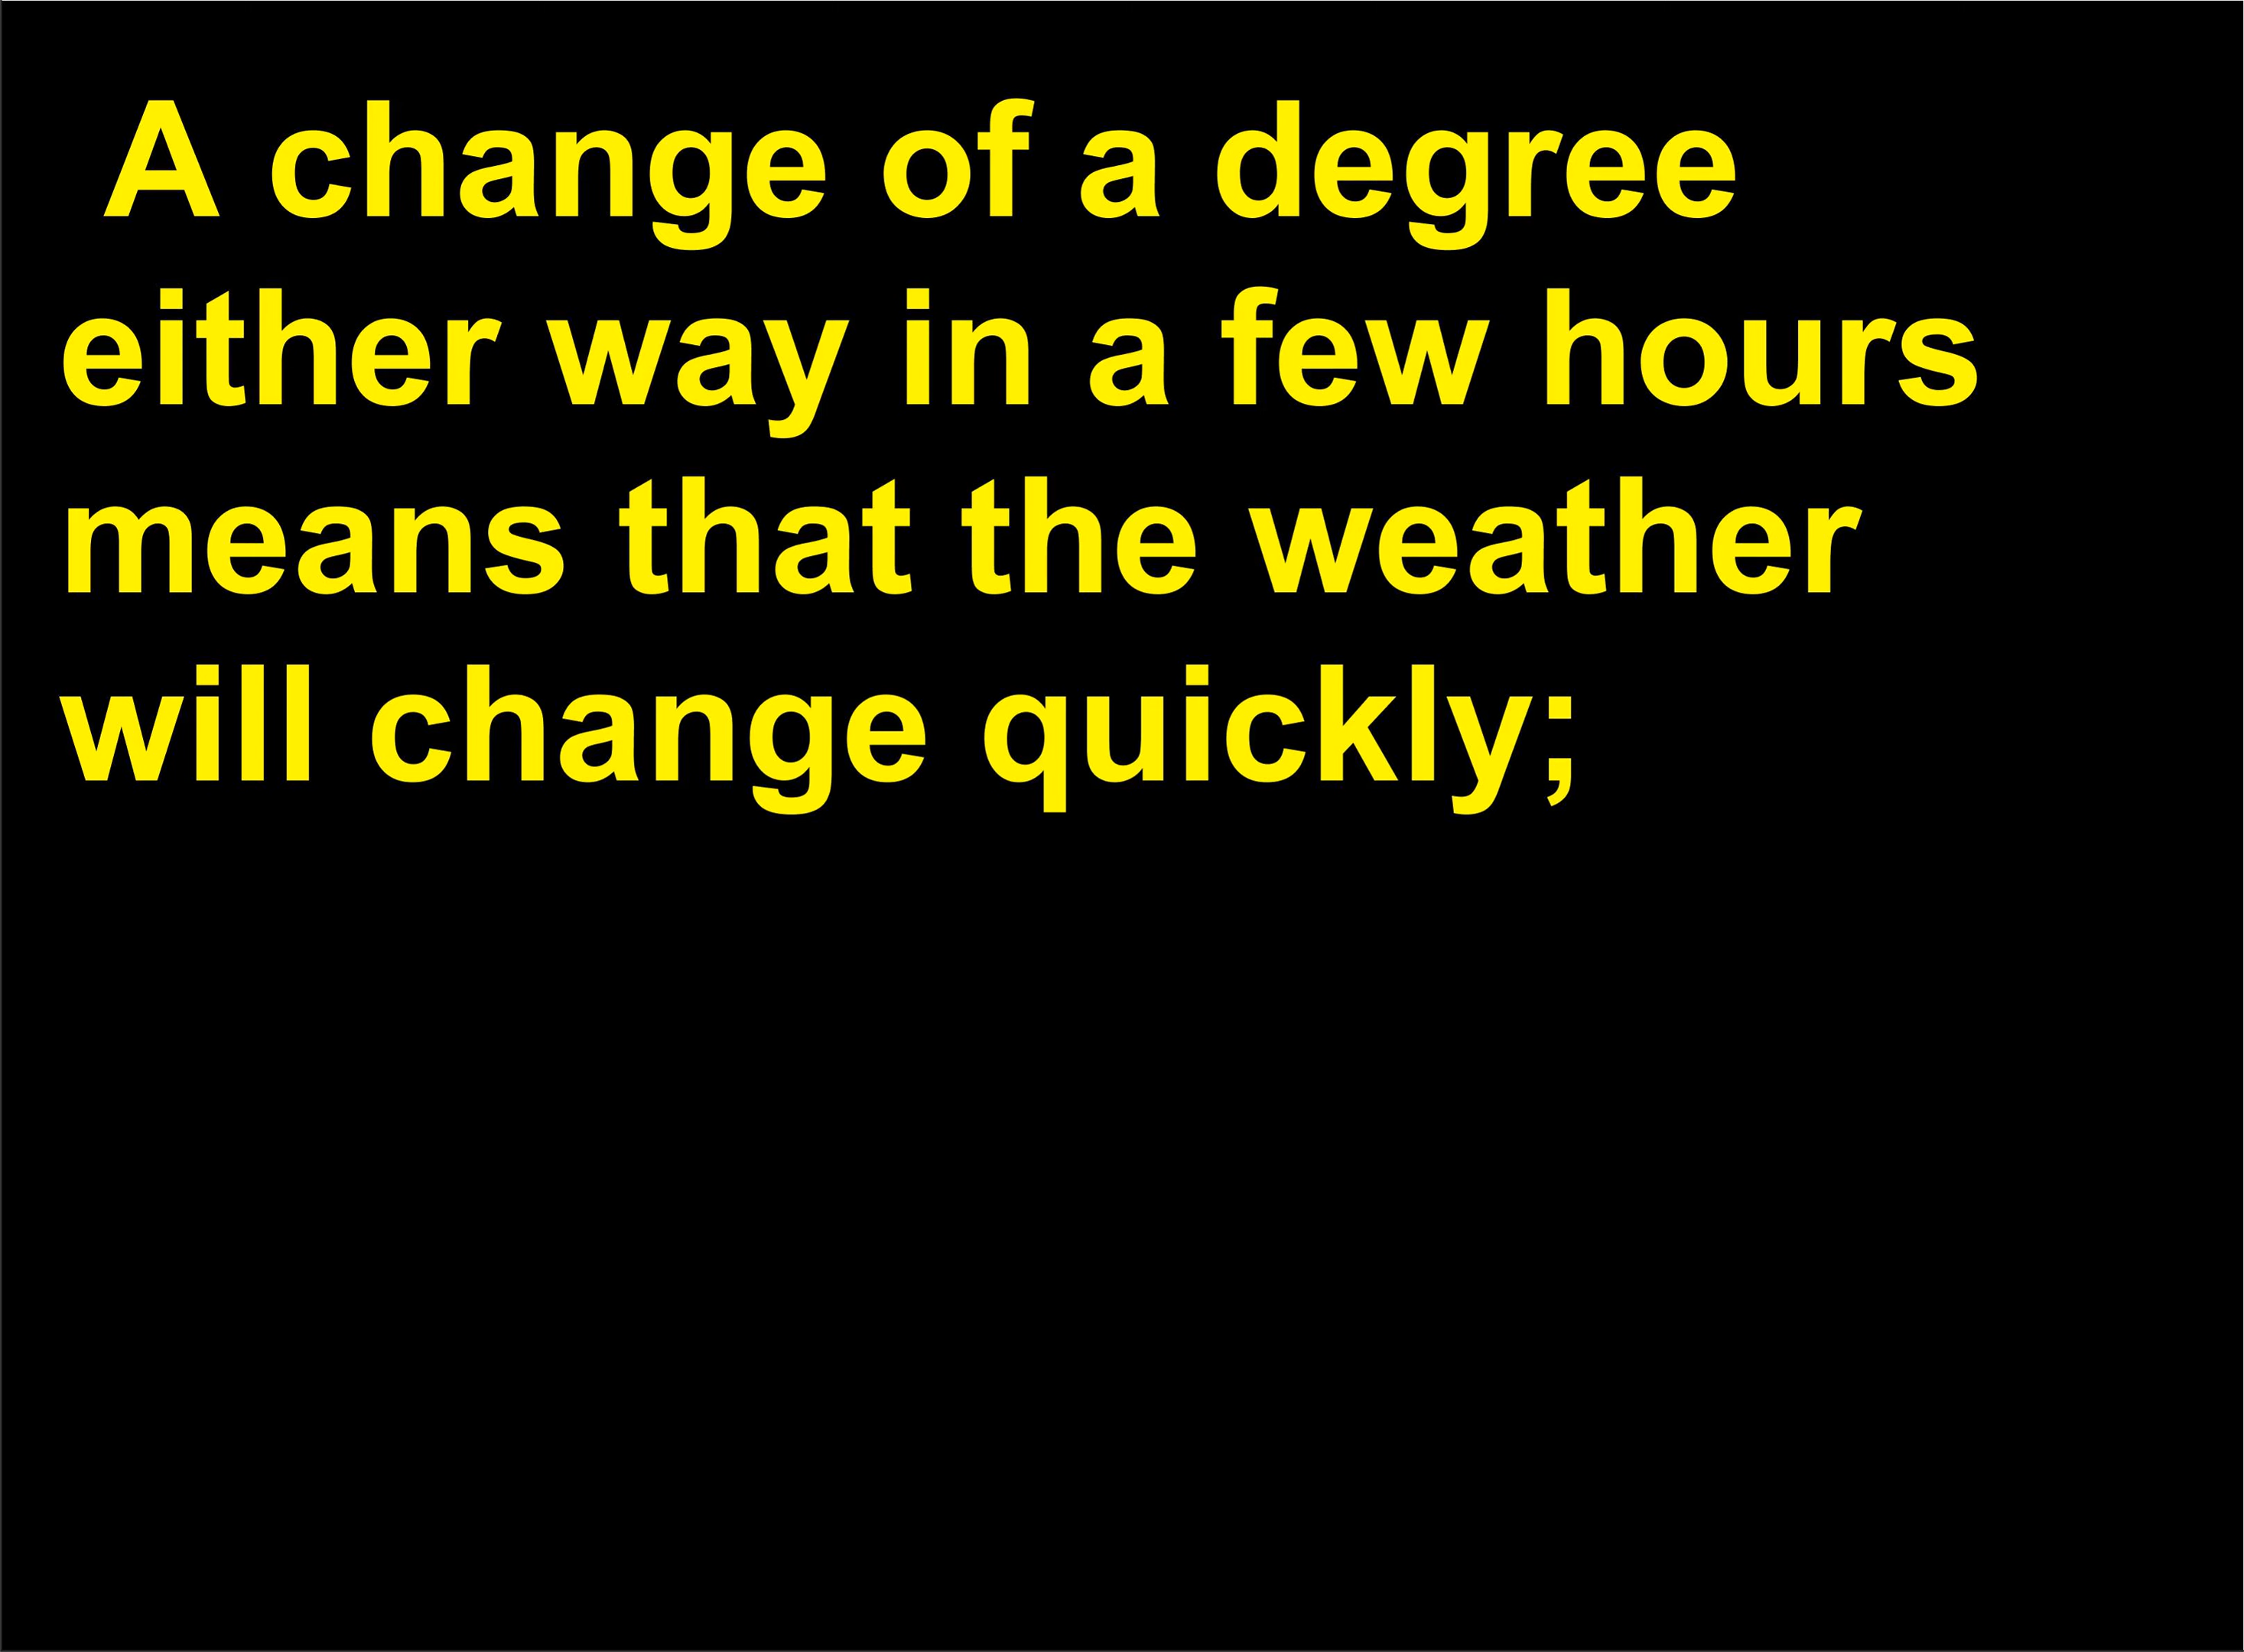 A change of a degree
either way in a few hours
means that the weather
will change quickly;